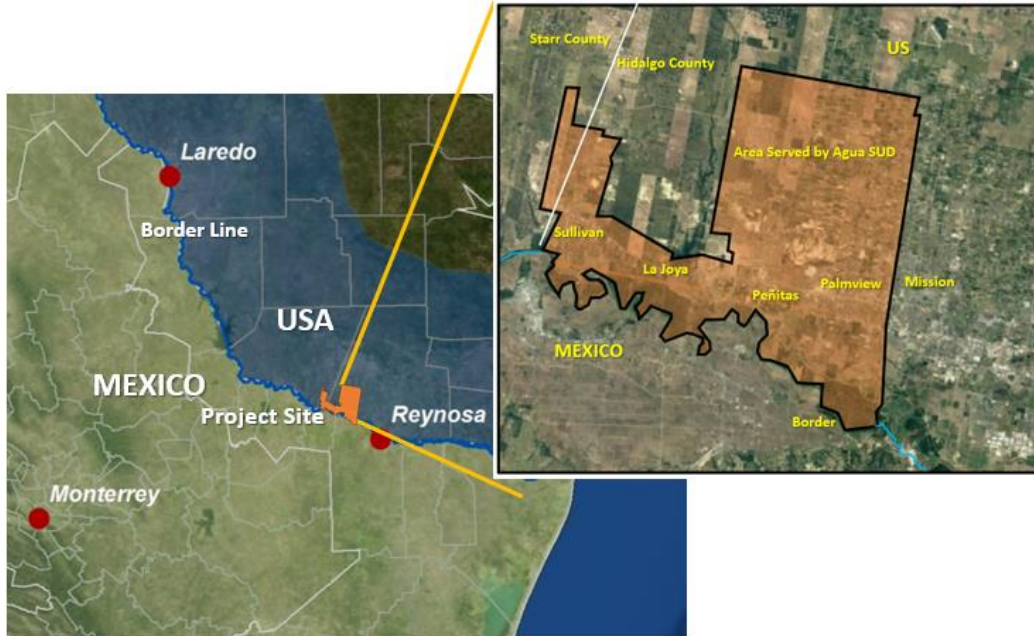 Laredo
Border Line
USA
MEXICO
Project Site
Reynosa
Monterrey
Starr County
US
Hidalgo County
Area Served by Agua SUD
Sullivan
La Joya
Peñitas
Palmview
Mission
MEXICO
Border